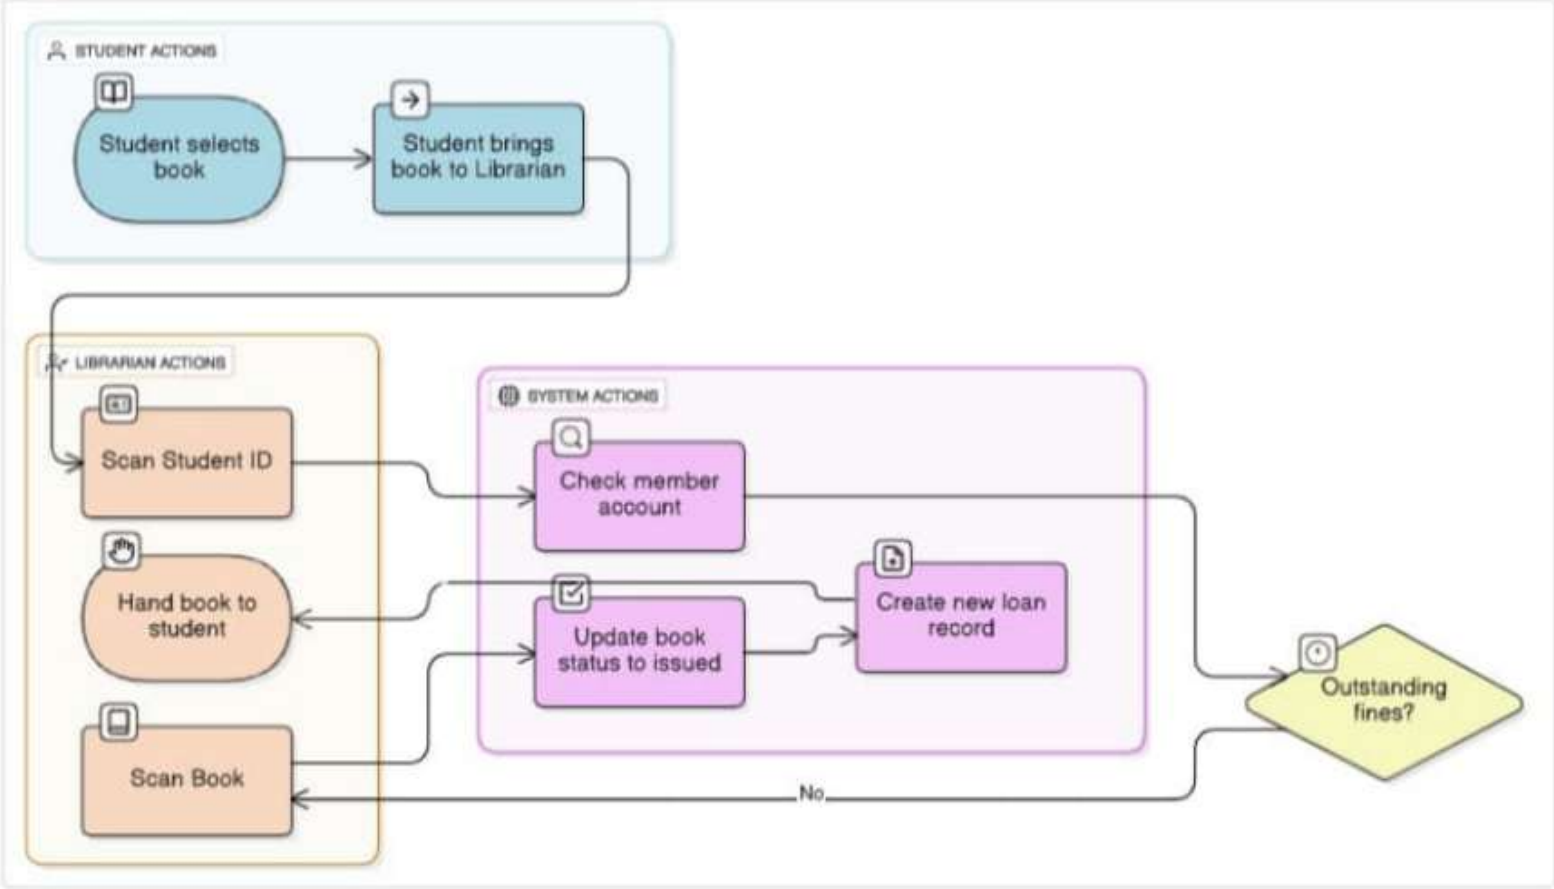 STUDENT ACTIONS
Student selects
book
Student brings
book to Librarian
LIBRARIAN ACTIONS
Scan Student ID
SYSTEM ACTIONS
Check member
account
Hand book to
student
Create new loan
record
Update book
status to issued
Outstanding
fines?
Scan Book
No